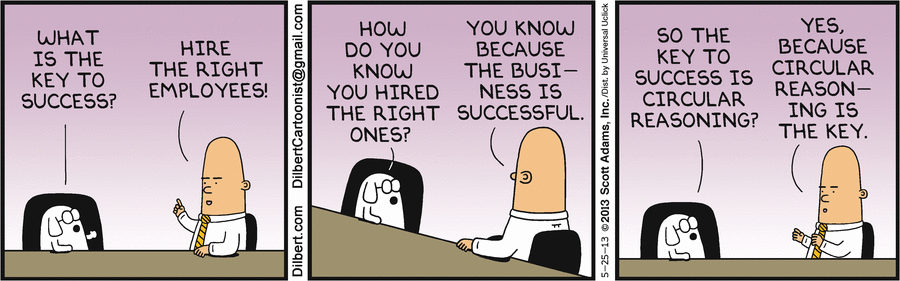 WHAT
IS THE
KEY TO
SUCCESS?
HIRE
THE RIGHT
EMPLOYEES!
Dilbert.com DilbertCartoonist@gmail.com
HOW
DO YOU
KNOW
YOU HIRED
THE RIGHT
ONES?
YOU KNOW
BECAUSE
THE BUSI-
NESS IS
SUCCESSFUL.
5-25-13 © 2013 Scott Adams, Inc. /Dist. by Universal Uclick
SO THE
KEY TO
SUCCESS IS
CIRCULAR
REASONING?
YES,
BECAUSE
CIRCULAR
REASON-
ING IS
THE KEY.